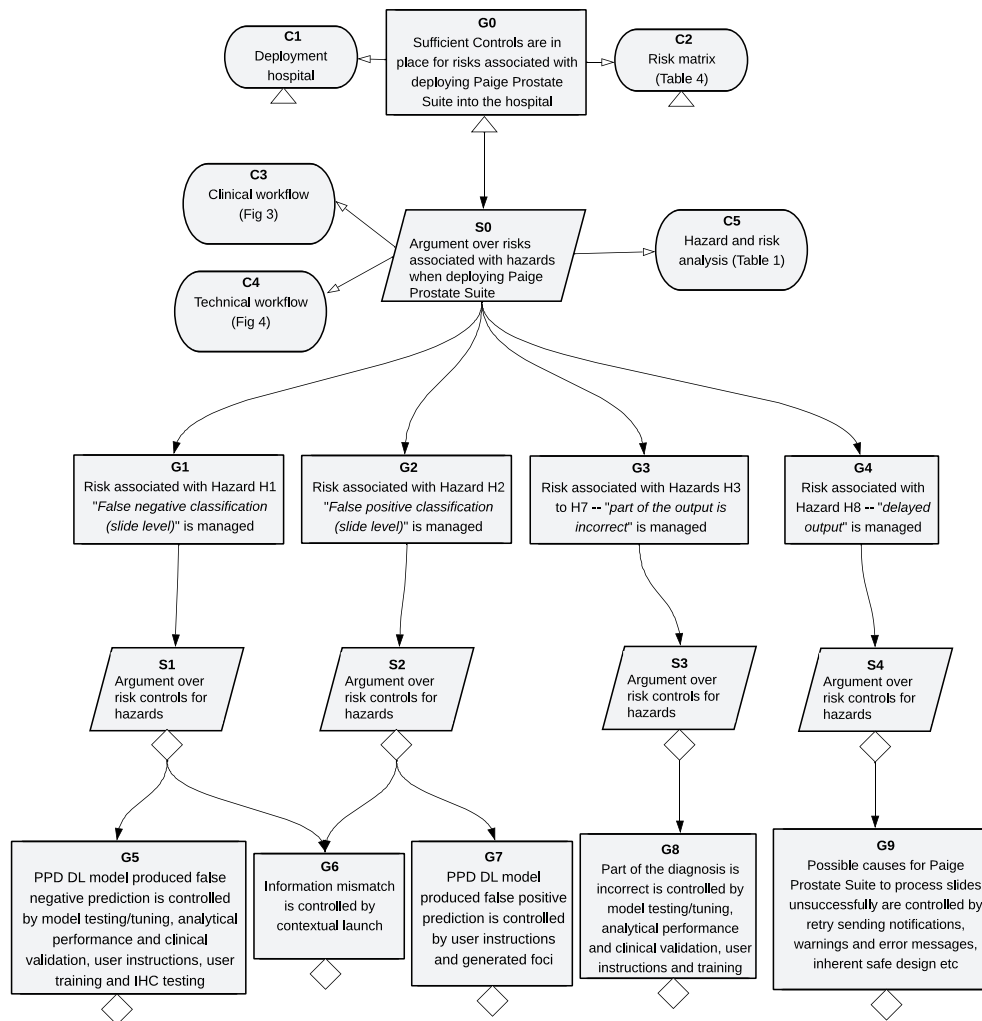 C1
Deployment
hospital
G0
Sufficient Controls are in
place for risks associated with
deploying Paige Prostate
Suite into the hospital
C2
Risk matrix
(Table 4)
C3
Clinical workflow
(Fig 3)
C4
Technical workflow
(Fig 4)
S0
Argument over risks
associated with hazards
when deploying Paige
Prostate Suite
C5
Hazard and risk
analysis (Table 1)
G1
Risk associated with Hazard H1
"False negative classification
(slide level)" is managed
G2
Risk associated with Hazard H2
"False positive classification
(slide level)" is managed
G3
Risk associated with Hazards H3
to H7 -- "part of the output is
incorrect" is managed
G4
Risk associated with
Hazard H8 -- "delayed
output" is managed
S1
Argument over
risk controls for
hazards
S2
Argument over
risk controls for
hazards
S3
Argument over
risk controls for
hazards
S4
Argument over
risk controls for
hazards
G5
PPD DL model produced false
negative prediction is controlled
by model testing/tuning, analytical
performance and clinical
validation, user instructions, user
training and IHC testing
G6
Information mismatch
is controlled by
contextual launch
G7
PPD DL model
produced false positive
prediction is controlled
by user instructions
and generated foci
G8
Part of the diagnosis is
incorrect is controlled by
model testing/tuning,
analytical performance
and clinical validation, user
instructions and training
G9
Possible causes for Paige
Prostate Suite to process slides
unsuccessfully are controlled by
retry sending notifications,
warnings and error messages,
inherent safe design etc